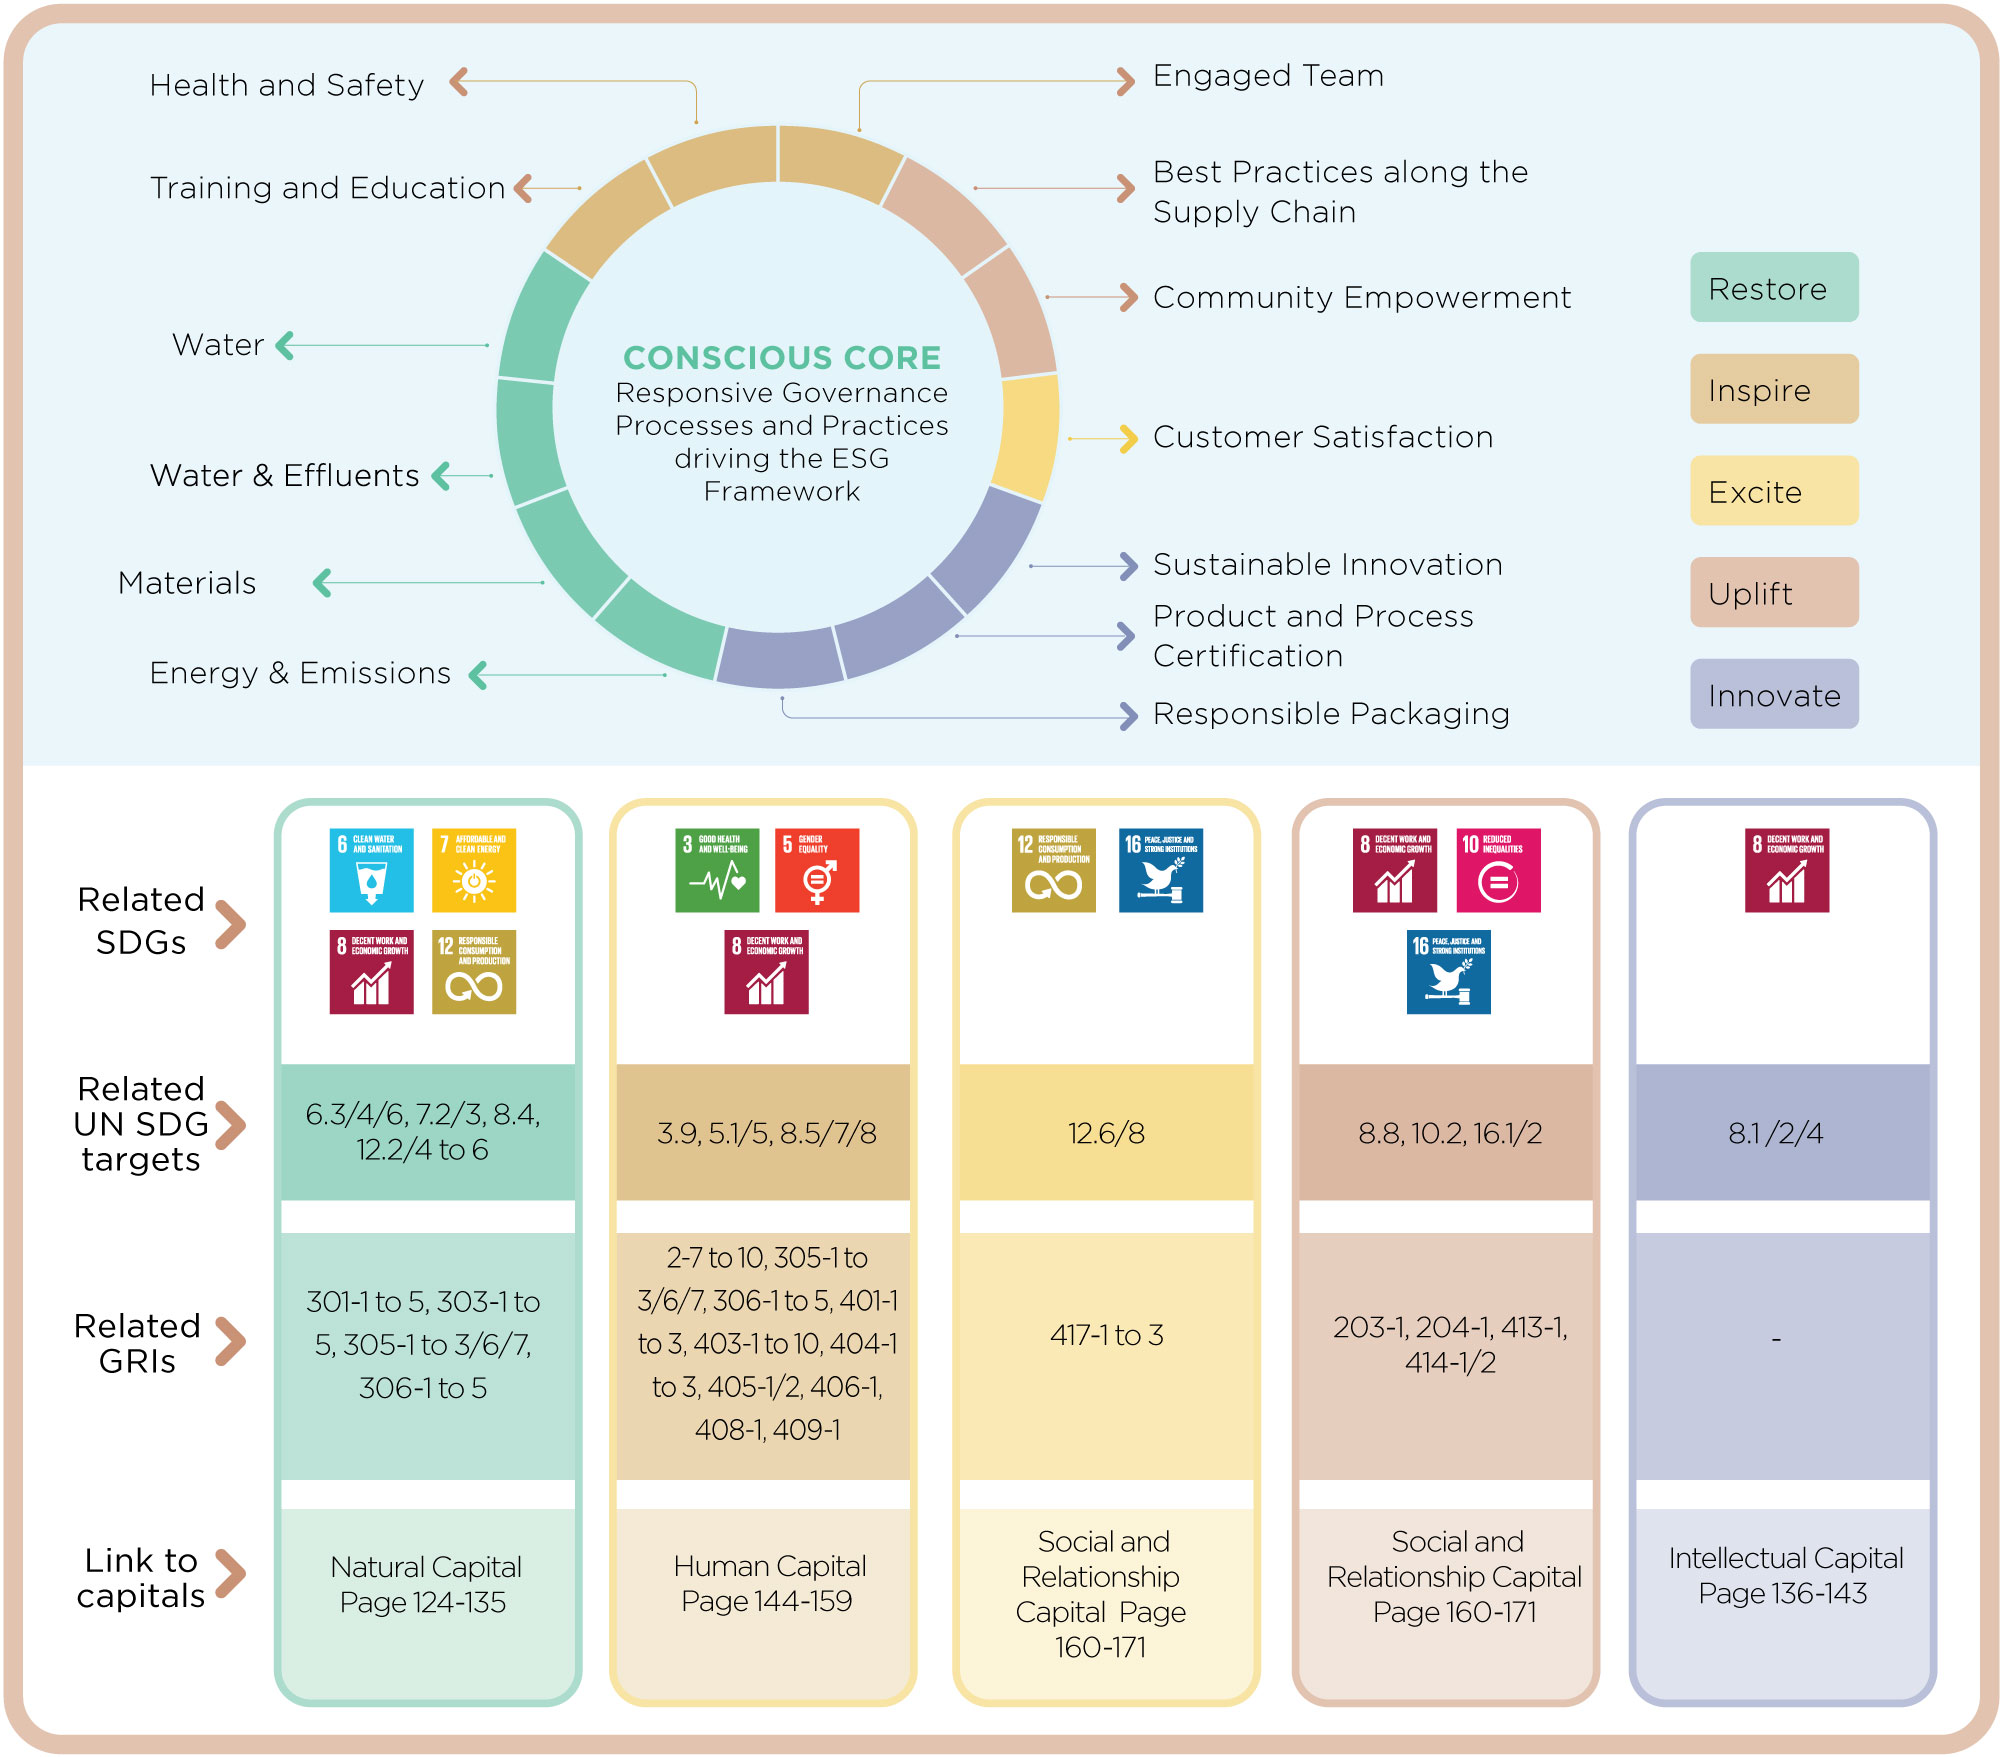 Health and Safety
Training and Education
Water
Water & Effluents
Materials
Energy & Emissions
CONSCIOUS CORE
Responsive Governance
Processes and Practices
driving the ESG
Framework
Engaged Team
Best Practices along the
Supply Chain
Community Empowerment
Customer Satisfaction
Sustainable Innovation
Product and Process
Certification
Responsible Packaging
Restore
Inspire
Excite
Uplift
Innovate
Related
SDGs
6 CLEAN WATER
AND SANITATION
7 AFFORDABLE AND
CLEAN ENERGY
8 DECENT WORK AND
ECONOMIC GROWTH
12 RESPONSIBLE
CONSUMPTION
AND PRODUCTION
3 GOOD HEALTH
AND WELL-BEING
5 GENDER
EQUALITY
8 DECENT WORK AND
ECONOMIC GROWTH
12 RESPONSIBLE
CONSUMPTION
AND PRODUCTION
16 PEACE, JUSTICE AND
STRONG INSTITUTIONS
8 DECENT WORK AND
ECONOMIC GROWTH
10 REDUCED
INEQUALITIES
16 PEACE, JUSTICE AND
STRONG INSTITUTIONS
8 DECENT WORK AND
ECONOMIC GROWTH
Related
UN SDG
targets
6.3/4/6, 7.2/3, 8.4,
12.2/4 to 6
3.9, 5.1/5, 8.5/7/8
12.6/8
8.8, 10.2, 16.1/2
8.1 /2/4
Related
GRIs
301-1 to 5, 303-1 to
5, 305-1 to 3/6/7,
306-1 to 5
2-7 to 10, 305-1 to
3/6/7, 306-1 to 5, 401-1
to 3, 403-1 to 10, 404-1
to 3, 405-1/2, 406-1,
408-1, 409-1
417-1 to 3
203-1, 204-1, 413-1,
414-1/2
-
Link to
capitals
Natural Capital
Page 124-135
Human Capital
Page 144-159
Social and
Relationship
Capital Page
160-171
Social and
Relationship Capital
Page 160-171
Intellectual Capital
Page 136-143